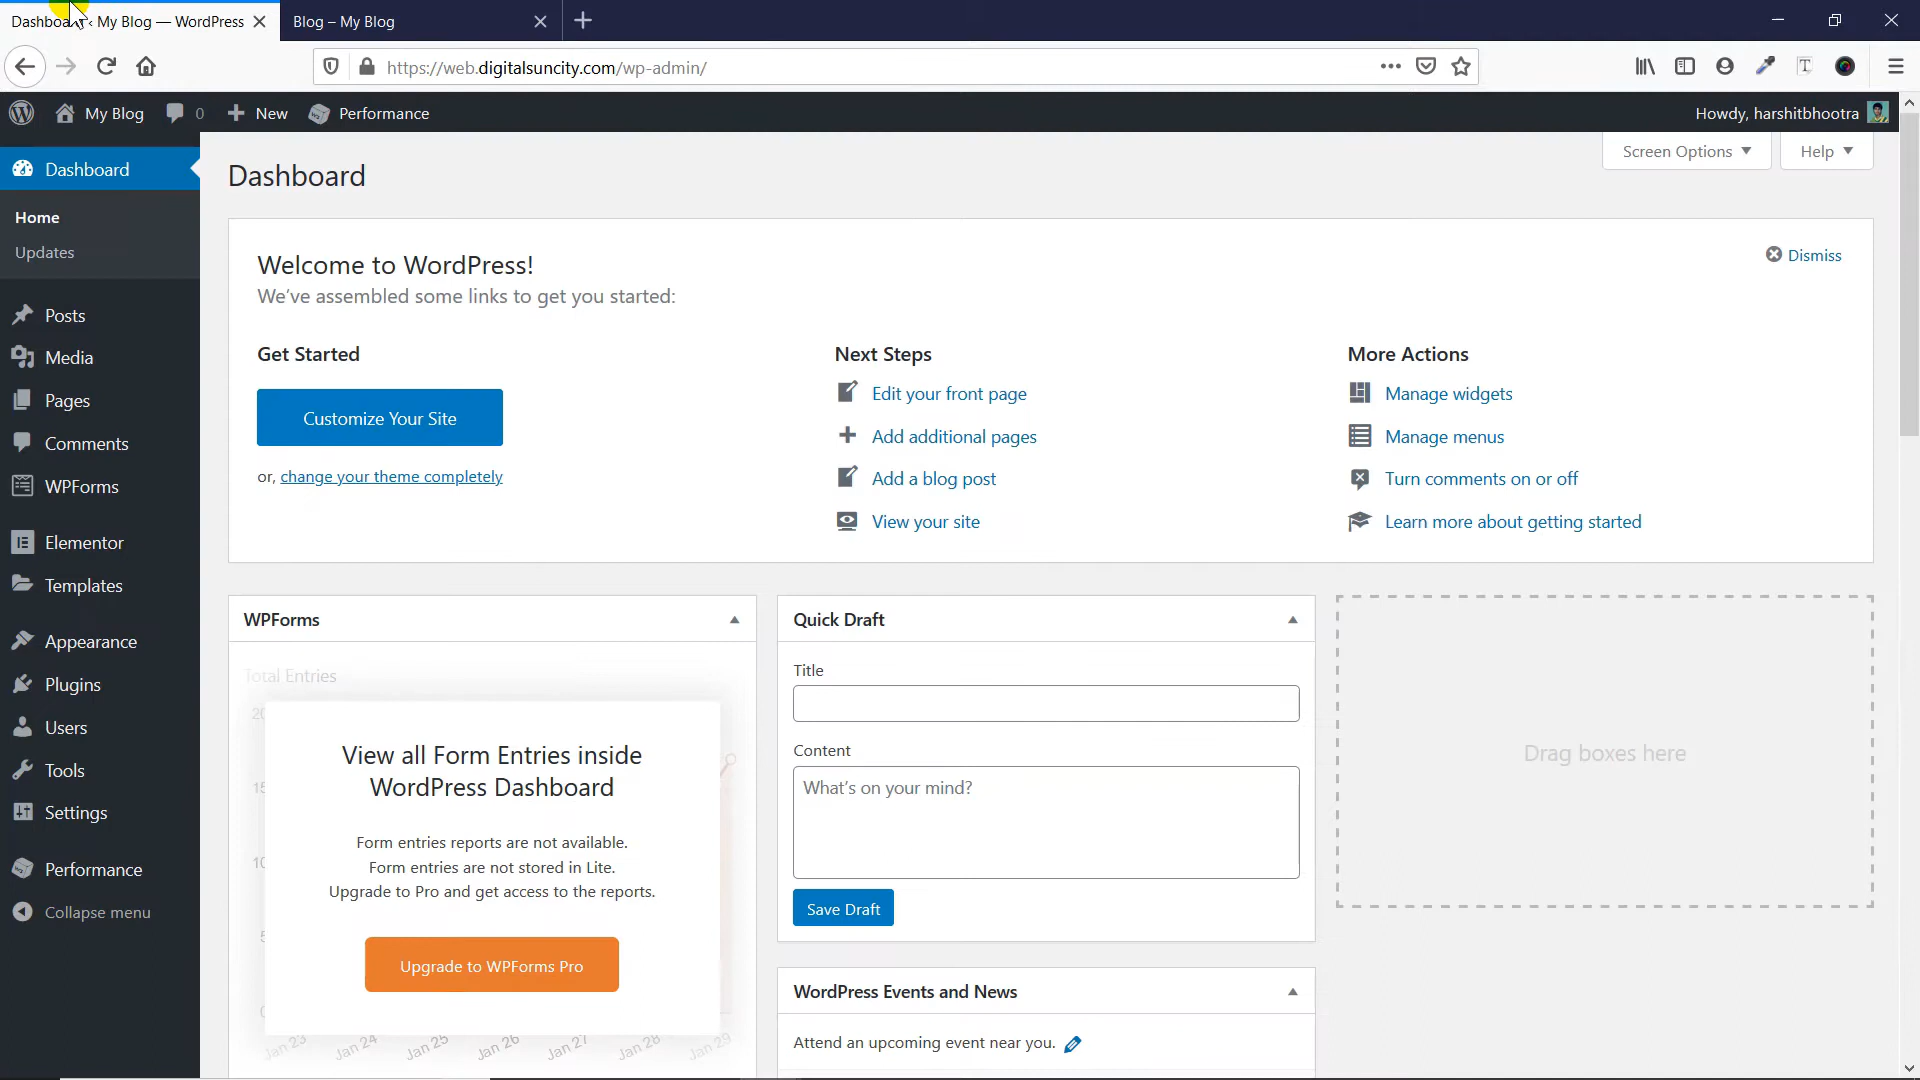 Dashboard ‹ My Blog — WordPress
Blog – My Blog
https://web.digitalsuncity.com/wp-admin/
My Blog
0
New
Performance
Howdy, harshitbhootra
Dashboard
Home
Updates
Posts
Media
Pages
Comments
WPForms
Elementor
Templates
Appearance
Plugins
Users
Tools
Settings
Performance
Collapse menu
Dashboard
Screen Options
Help
Welcome to WordPress!
We've assembled some links to get you started:
Dismiss
Get Started
Customize Your Site
or, change your theme completely
Next Steps
Edit your front page
Add additional pages
Add a blog post
View your site
More Actions
Manage widgets
Manage menus
Turn comments on or off
Learn more about getting started
WPForms
Total Entries
View all Form Entries inside
WordPress Dashboard
Form entries reports are not available.
Form entries are not stored in Lite.
Upgrade to Pro and get access to the reports.
Upgrade to WPForms Pro
Jan 23
Jan 24
Jan 25
Jan 26
Jan 27
Jan 28
Jan 29
Quick Draft
Title
Content
What's on your mind?
Save Draft
WordPress Events and News
Attend an upcoming event near you.
Drag boxes here